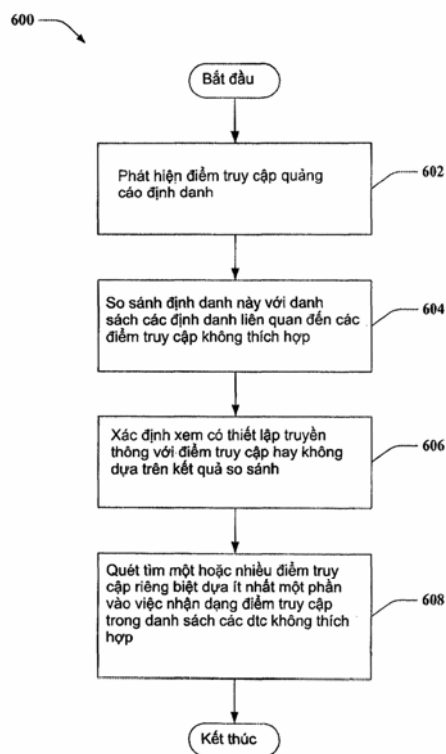 600
Bắt đầu
Phát hiện điểm truy cập quảng
cáo định danh
602
So sánh định danh này với danh
sách các định danh liên quan đến các
điểm truy cập không thích hợp
604
Xác định xem có thiết lập truyền
thông với điểm truy cập hay không
dựa trên kết quả so sánh
606
Quét tìm một hoặc nhiều điểm truy
cập riêng biệt dựa ít nhất một phần
vào việc nhận dạng điểm truy cập
trong danh sách các dtc không thích
hợp
608
Kết thúc